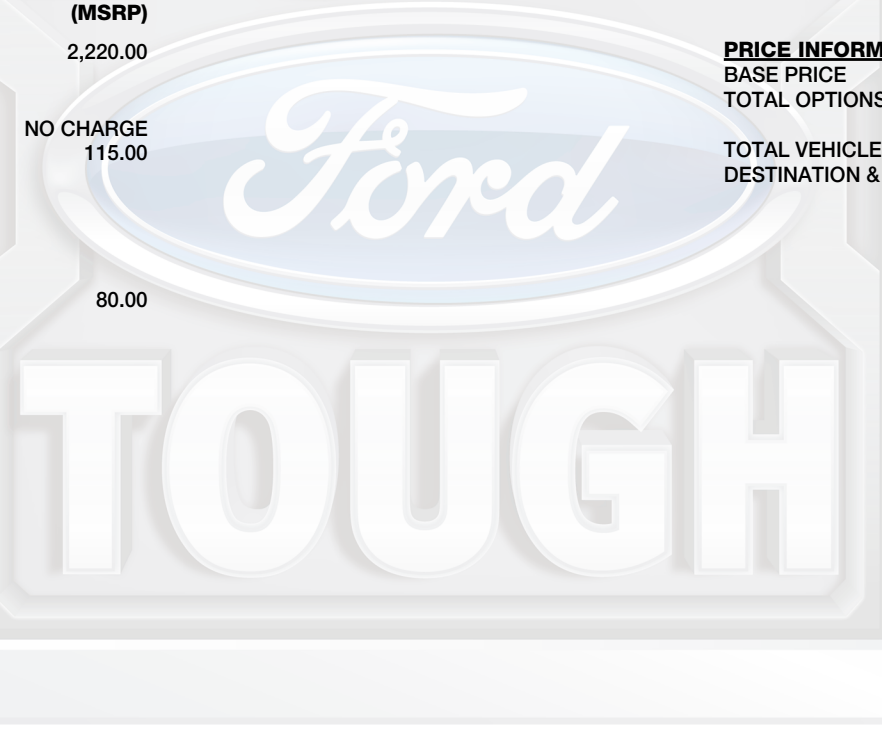 (MSRP)
2,220.00
NO CHARGE
115.00
80.00
PRICE INFORM
BASE PRICE
TOTAL OPTIONS
TOTAL VEHICLE
DESTINATION &
Ford
TOUGH